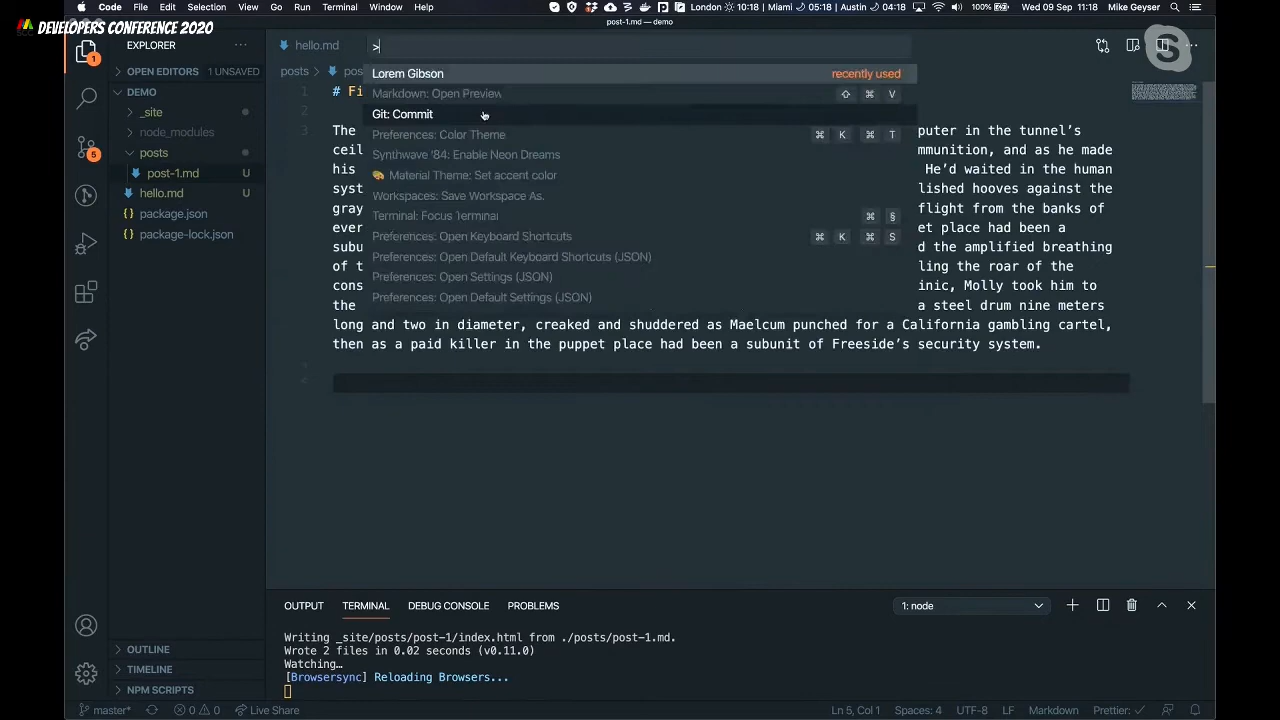 Code File Edit Selection View Go Run Terminal Window Help London 10:18 | Miami 05:18 | Austin 04:18 100% Wed 09 Sep 11:18 Mike Geyser
DEVELOPERS CONFERENCE 2020
post-1.md — demo
EXPLORER
hello.md
>
OPEN EDITORS 1 UNSAVED
posts
Lorem Gibson recently used
DEMO
1 # Fi
Markdown: Open Preview ⇧ ⌘ V
_site
2
Git: Commit
node_modules
3 The puter in the tunnel’s
Preferences: Color Theme ⌘ K ⌘ T
posts
ceil mmunition, and as he made
Synthwave '84: Enable Neon Dreams
post-1.md U
his He’d waited in the human
Material Theme: Set accent color
hello.md U
syst lished hooves against the
Workspaces: Save Workspace As.
package.json
gray flight from the banks of
Terminal: Focus Terminal ⌘ §
package-lock.json
ever et place had been a
Preferences: Open Keyboard Shortcuts ⌘ K ⌘ S
subu d the amplified breathing
Preferences: Open Default Keyboard Shortcuts (JSON)
of t ling the roar of the
Preferences: Open Settings (JSON)
cons inic, Molly took him to
Preferences: Open Default Settings (JSON)
the a steel drum nine meters
long and two in diameter, creaked and shuddered as Maelcum punched for a California gambling cartel,
then as a paid killer in the puppet place had been a subunit of Freeside’s security system.
OUTPUT TERMINAL DEBUG CONSOLE PROBLEMS 1: node
Writing _site/posts/post-1/index.html from ./posts/post-1.md.
Wrote 2 files in 0.02 seconds (v0.11.0)
Watching…
[Browsersync] Reloading Browsers...
OUTLINE
TIMELINE
NPM SCRIPTS
master* 0 0 Live Share Ln 5, Col 1 Spaces: 4 UTF-8 LF Markdown Prettier: ✓
1
5